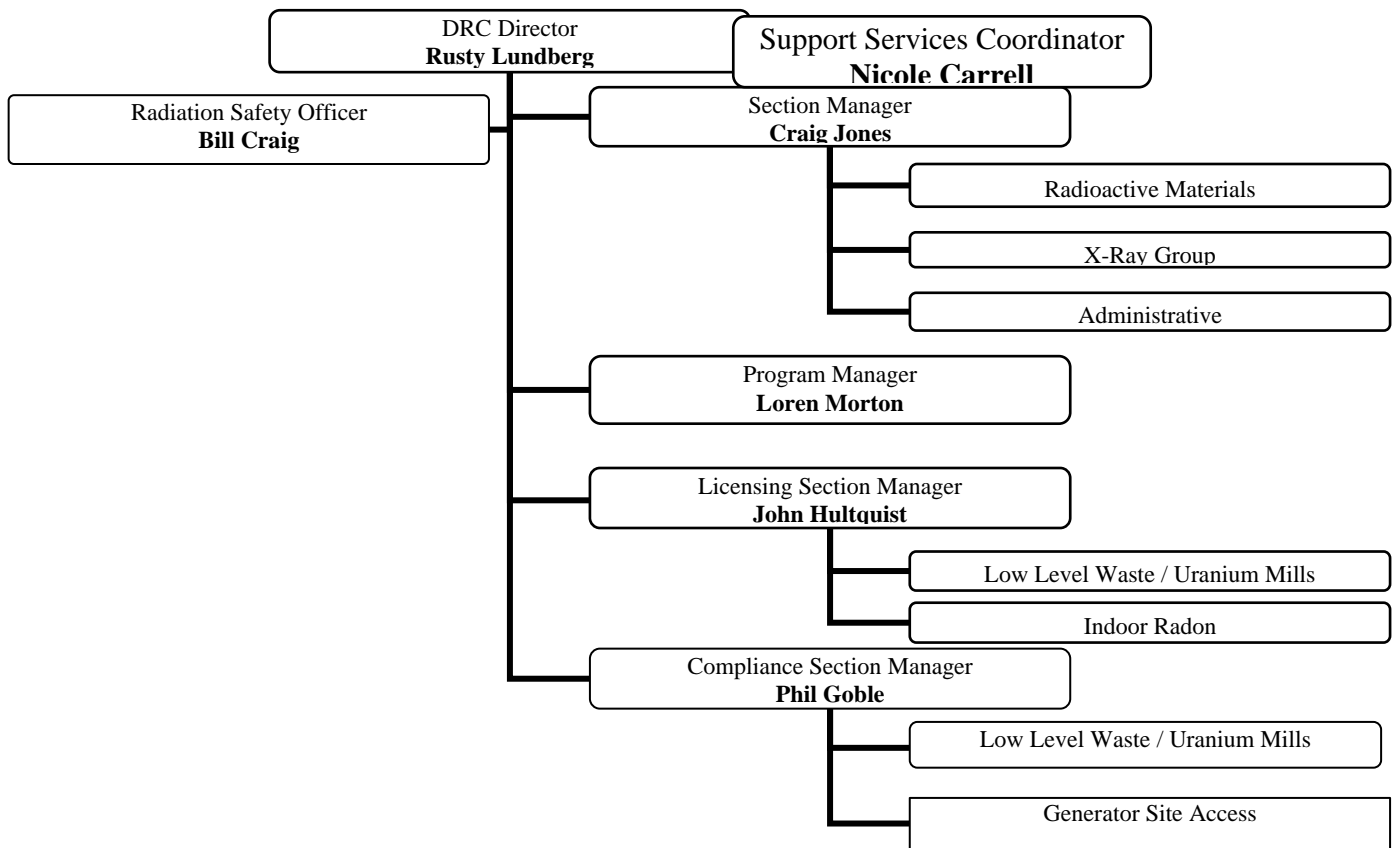 DRC Director
Rusty Lundberg
Support Services Coordinator
Nicole Carrell
Radiation Safety Officer
Bill Craig
Section Manager
Craig Jones
Radioactive Materials
X-Ray Group
Administrative
Program Manager
Loren Morton
Licensing Section Manager
John Hultquist
Low Level Waste / Uranium Mills
Indoor Radon
Compliance Section Manager
Phil Goble
Low Level Waste / Uranium Mills
Generator Site Access